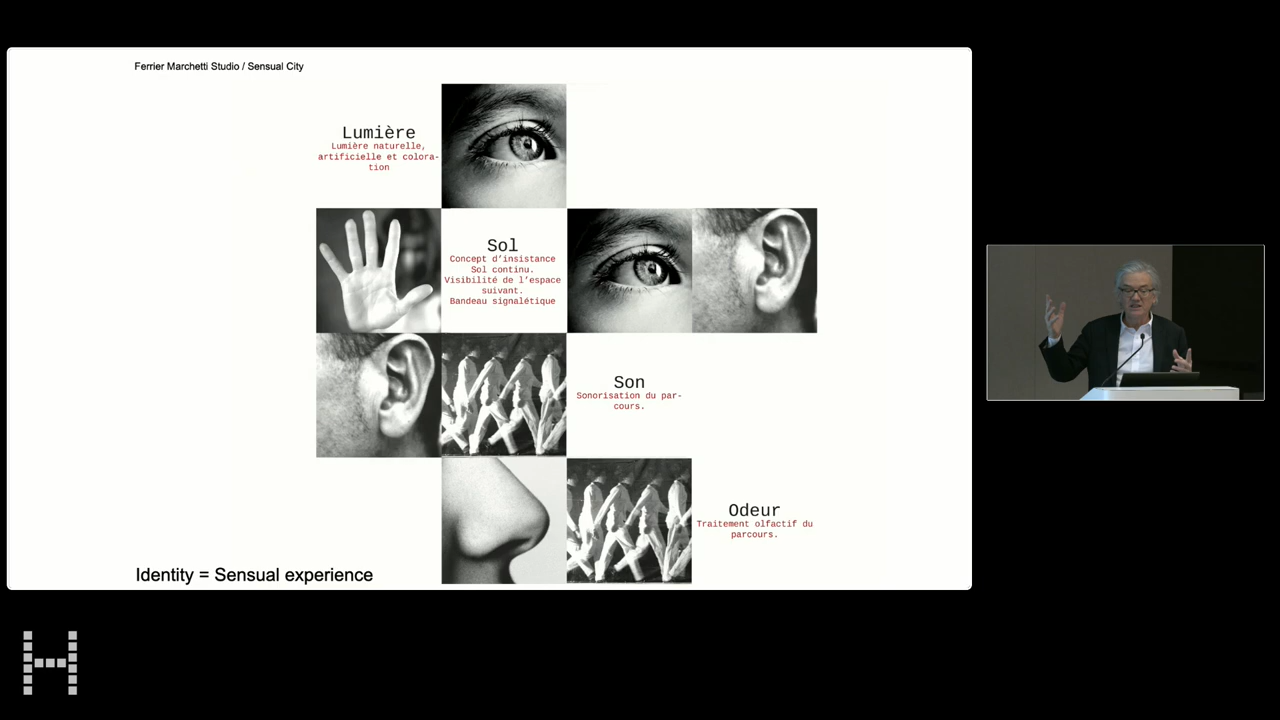 Ferrier Marchetti Studio / Sensual City
Lumière
Lumière naturelle,
artificielle et colora-
tion
Sol
Concept d'insistance
Sol continu.
Visibilité de l'espace
suivant.
Bandeau signalétique
Son
Sonorisation du par-
cours.
Odeur
Traitement olfactif du
parcours.
Identity = Sensual experience
H